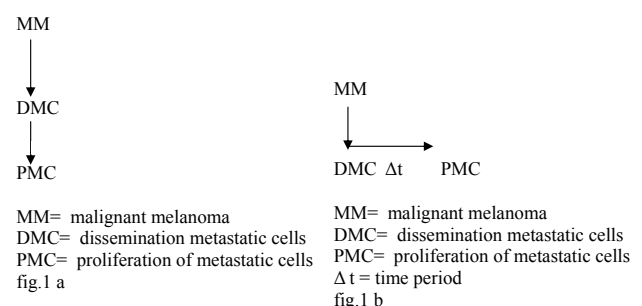 MM
DMC
PMC
MM= malignant melanoma
DMC= dissemination metastatic cells
PMC= proliferation of metastatic cells
fig.1 a
MM
DMC Δt PMC
MM= malignant melanoma
DMC= dissemination metastatic cells
PMC= proliferation of metastatic cells
Δ t = time period
fig.1 b